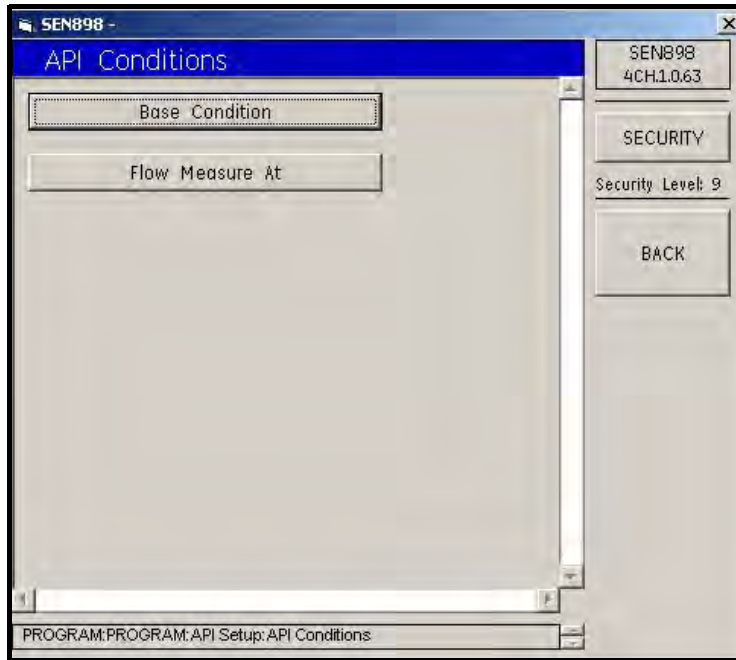 SEN898 -
API Conditions
Base Condition
Flow Measure At
SEN898
4CH.1.0.63
SECURITY
Security Level: 9
BACK
PROGRAM:PROGRAM:API Setup:API Conditions